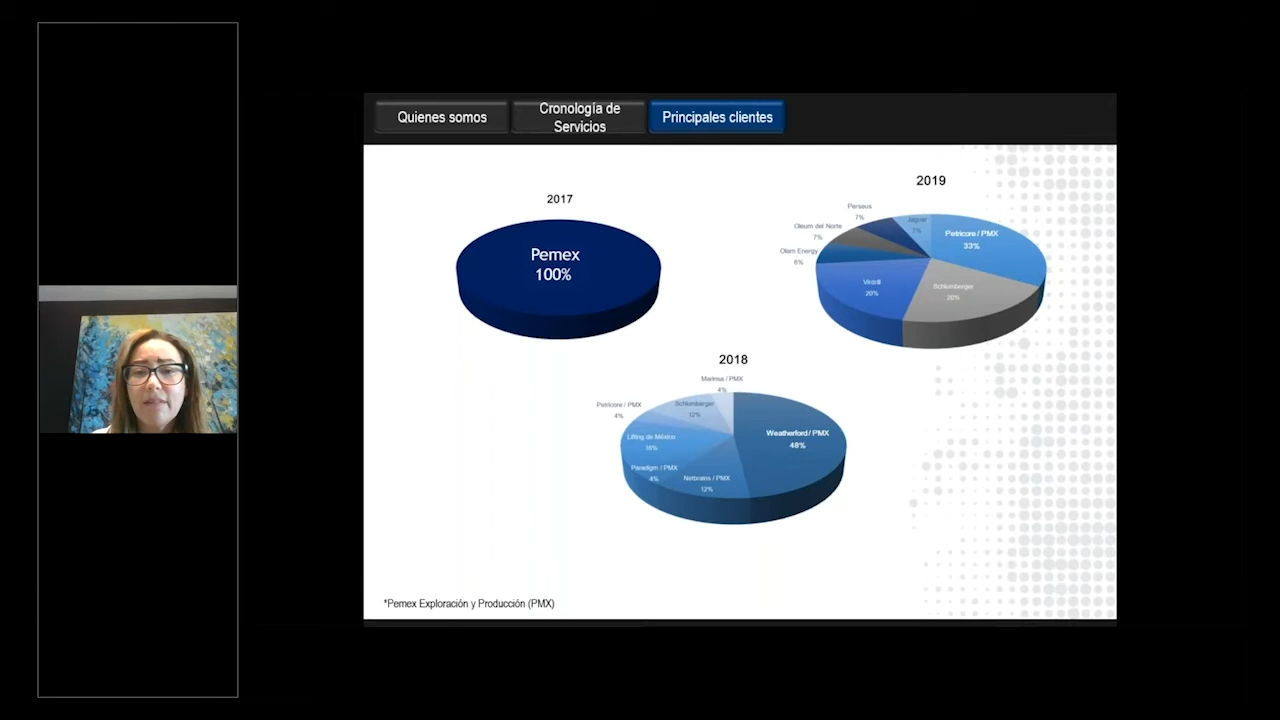 Quienes somos
Cronología de
Servicios
Principales clientes
2017
Pemex
100%
2019
Perseus
7%
Jaguar
7%
Petricore / PMX
33%
Oleum del Norte
7%
Olam Energy
6%
Schlumberger
20%
20%
2018
Marinsa / PMX
4%
Schlumberger
12%
Petricore / PMX
4%
Weatherford / PMX
48%
Lifting de México
16%
Paradigm / PMX
4%
Netbrains / PMX
12%
*Pemex Exploración y Producción (PMX)